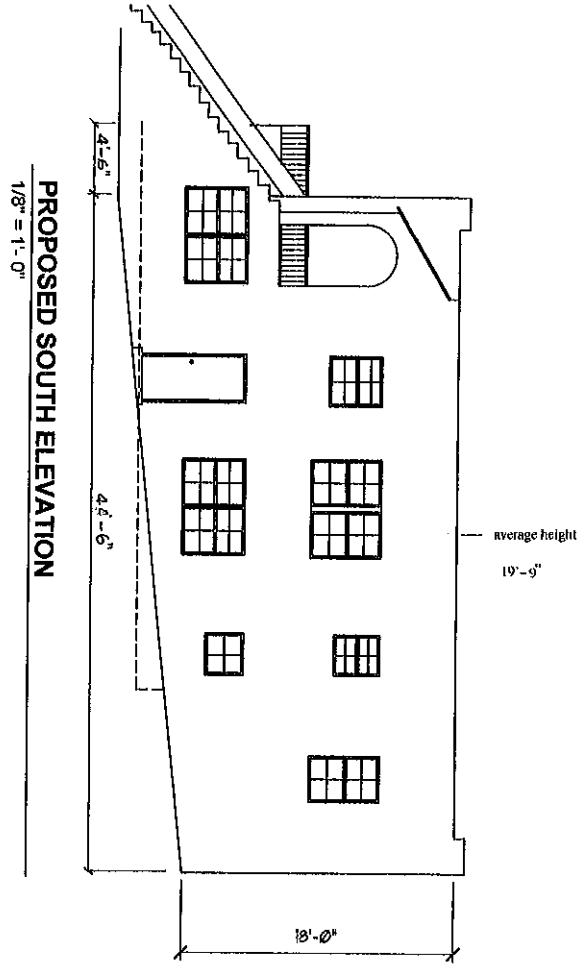 PROPOSED SOUTH ELEVATION
1/8" = 1'-0"
4'-6"
44'-6"
average height
19'-9"
18'-0"